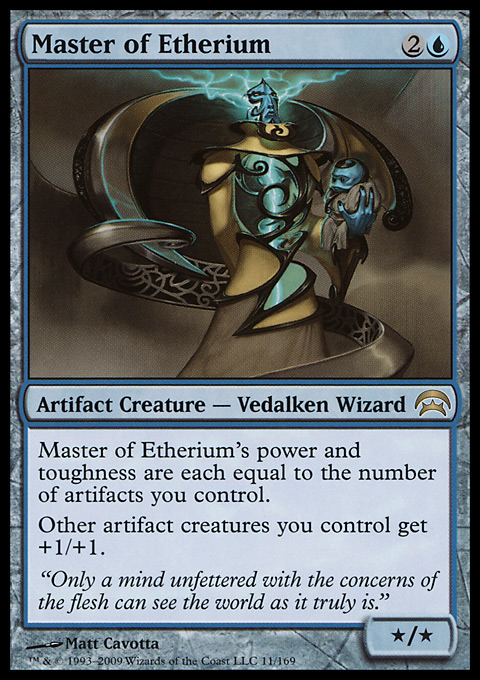 Master of Etherium 2
Artifact Creature — Vedalken Wizard
Master of Etherium's power and
toughness are each equal to the number
of artifacts you control.
Other artifact creatures you control get
+1/+1.
"Only a mind unfettered with the concerns of
the flesh can see the world as it truly is."
Matt Cavotta
★/★
™ & © 1993–2009 Wizards of the Coast LLC 11/169